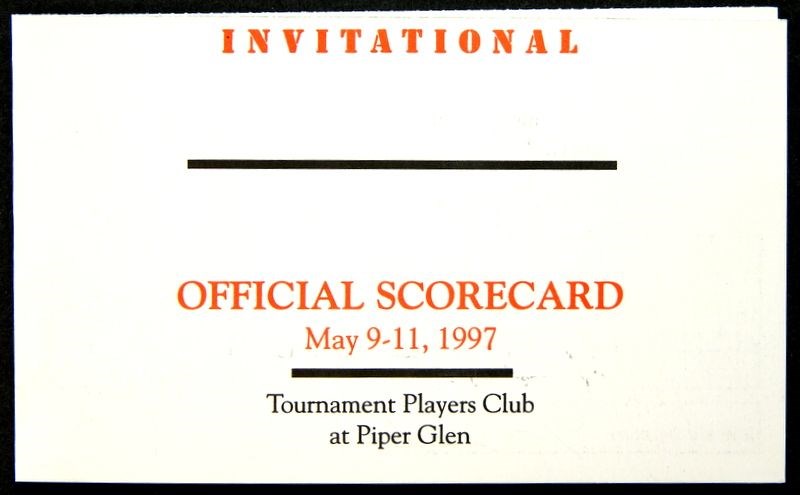 INVITATIONAL
OFFICIAL SCORECARD
May 9-11, 1997
Tournament Players Club
at Piper Glen